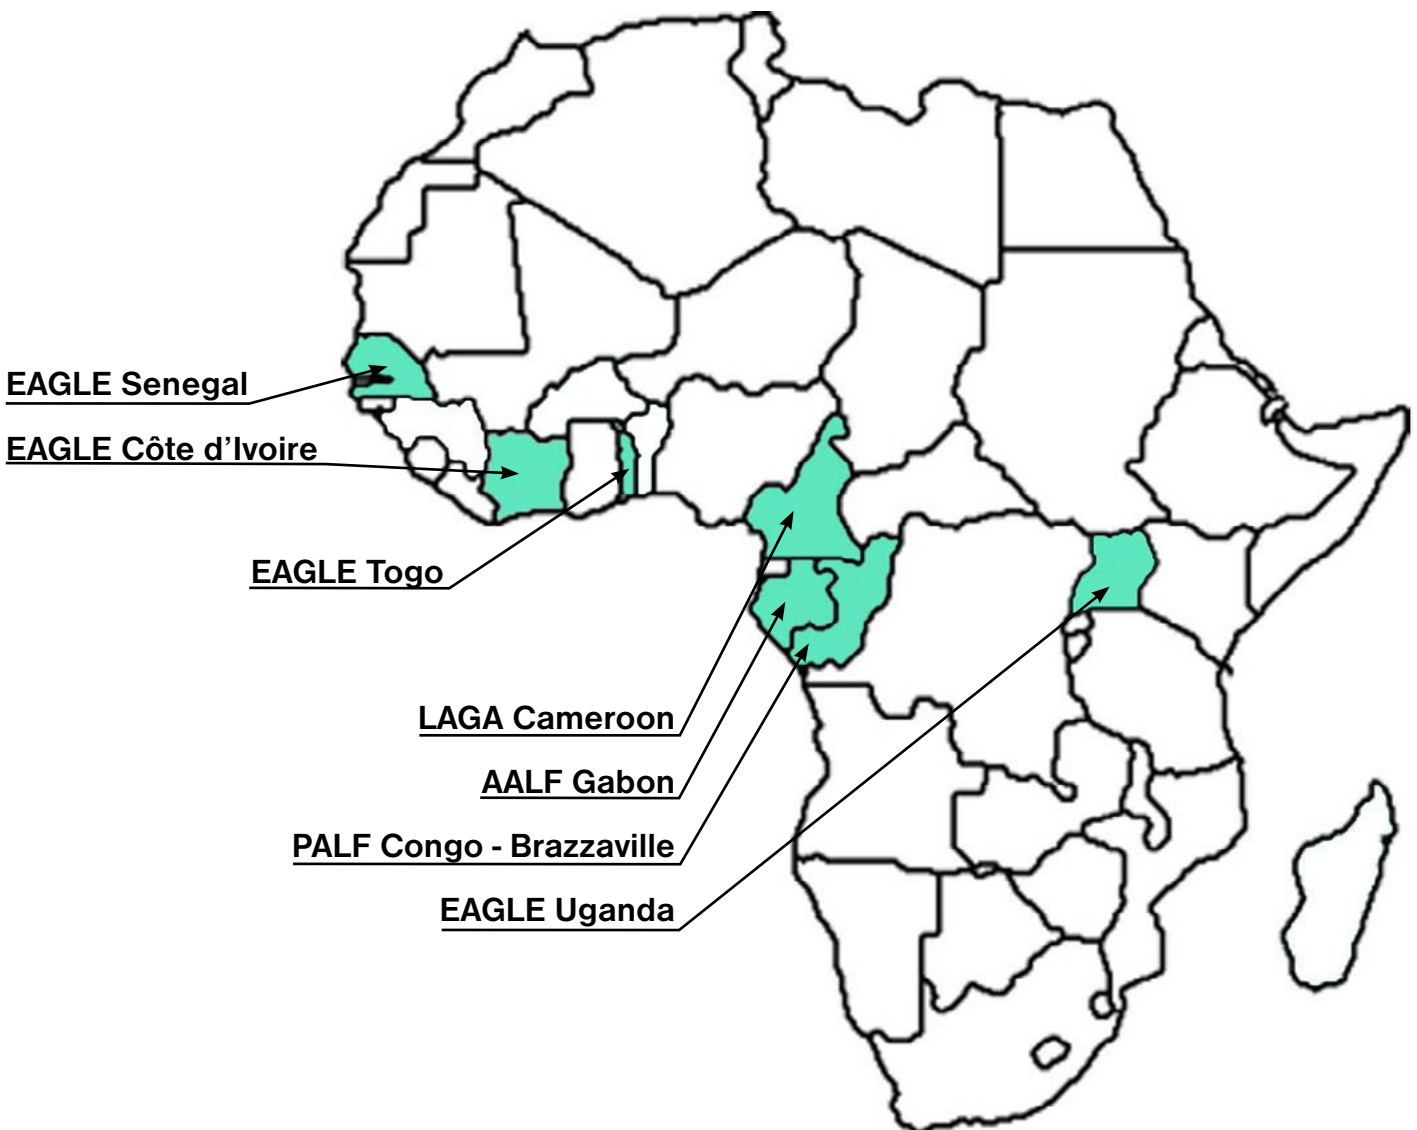 EAGLE Senegal
EAGLE Côte d’Ivoire
EAGLE Togo
LAGA Cameroon
AALF Gabon
PALF Congo - Brazzaville
EAGLE Uganda